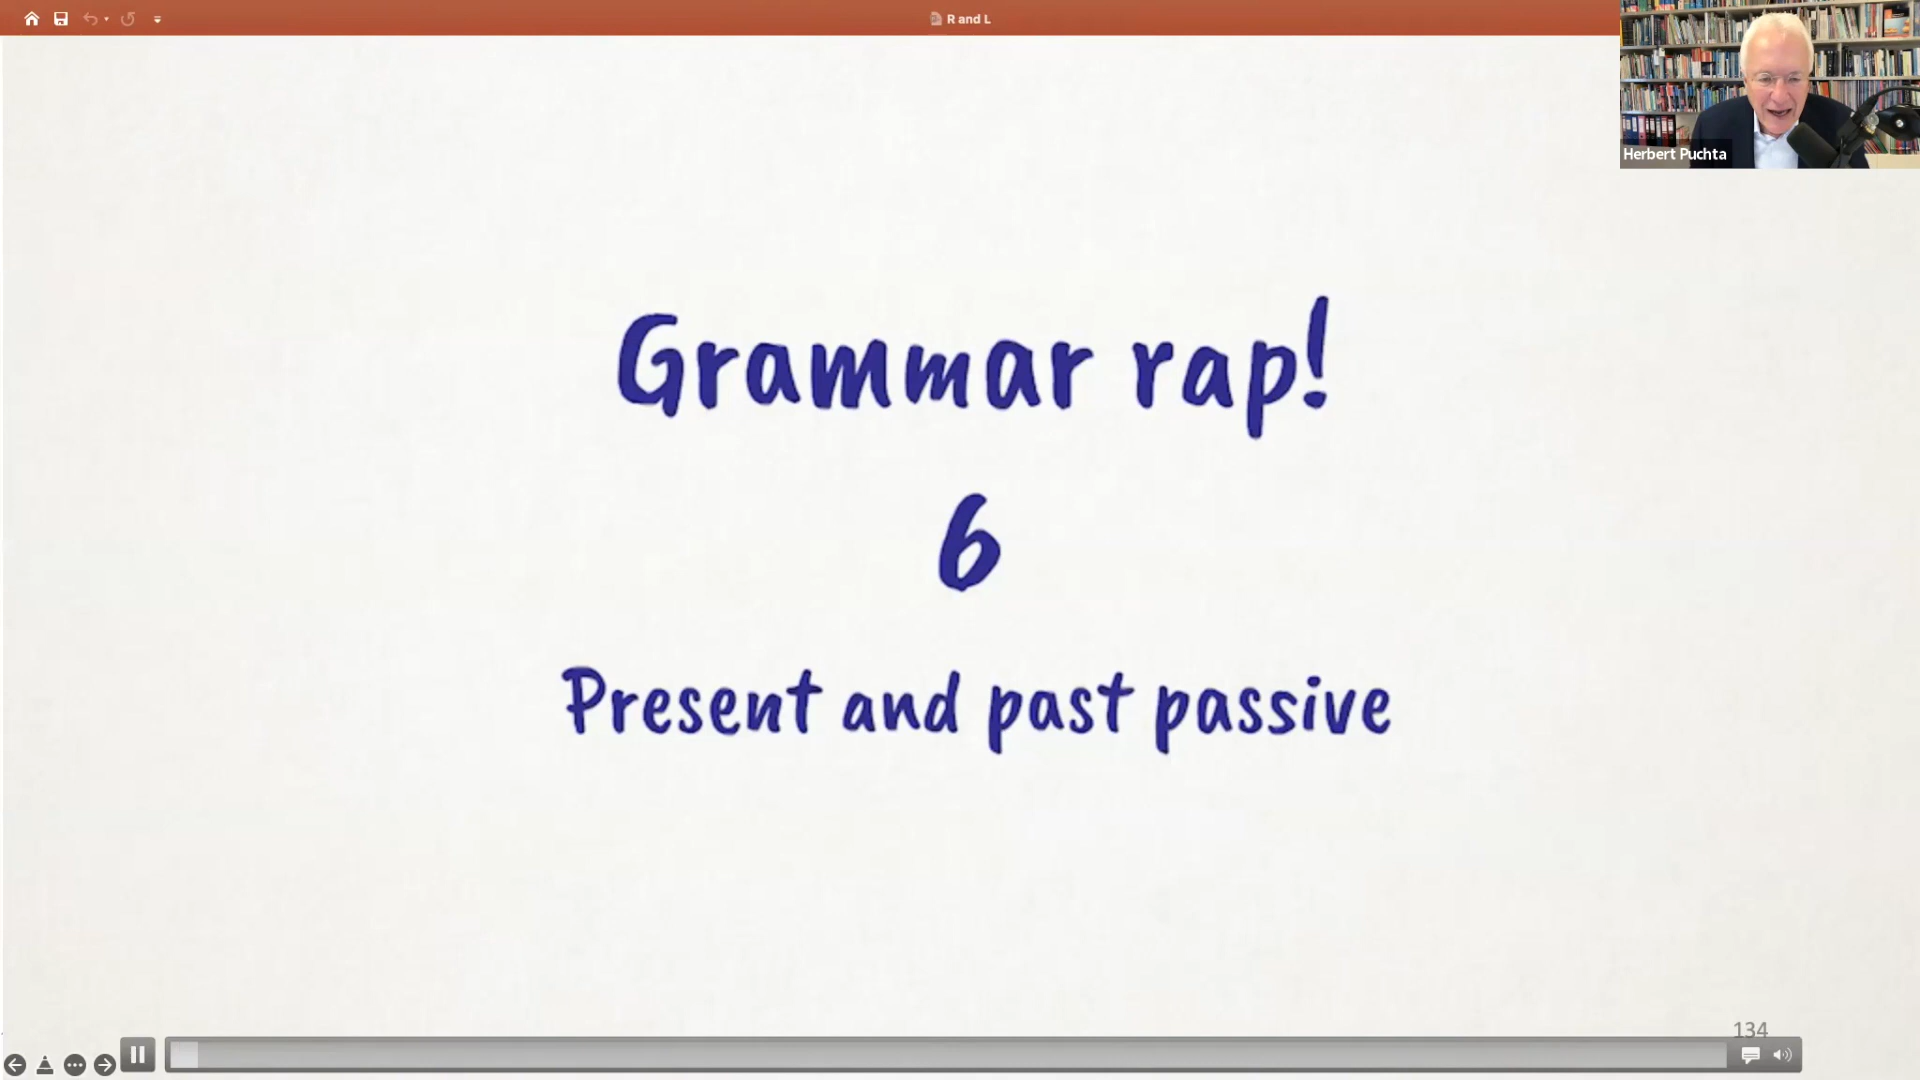 R and L
Herbert Puchta
Grammar rap!
6
Present and past passive
134